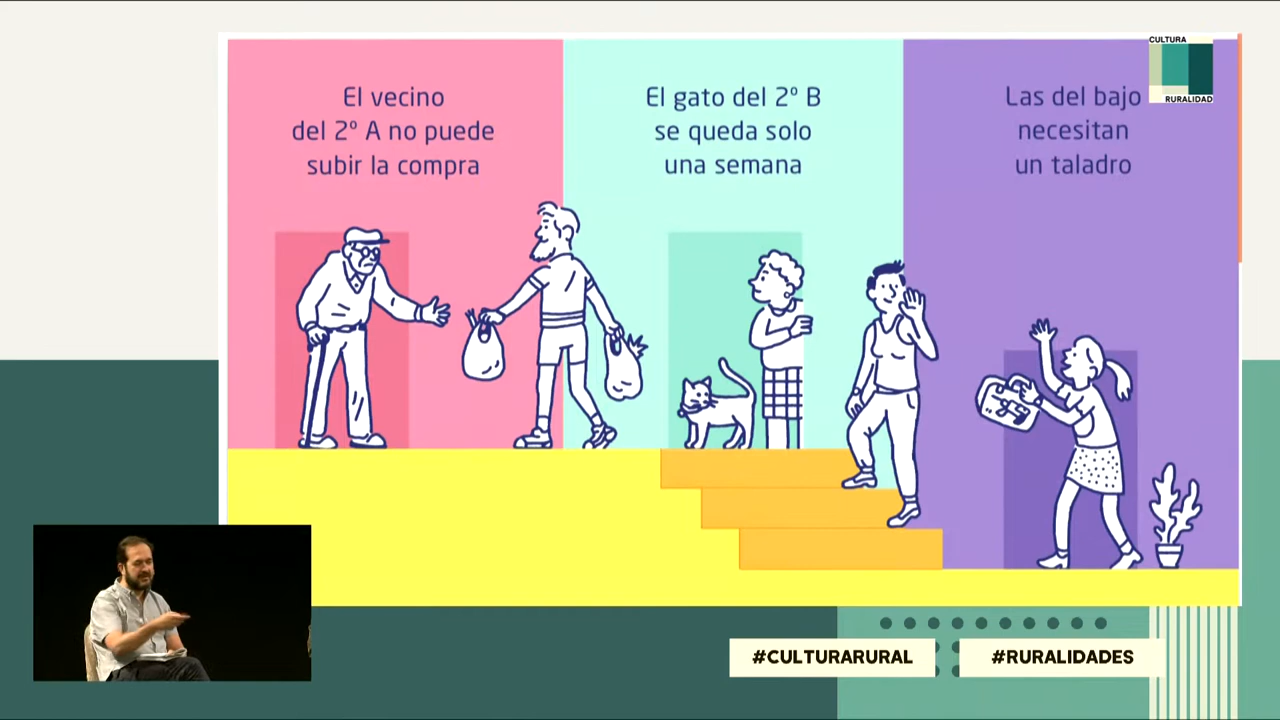 El vecino
del 2º A no puede
subir la compra
El gato del 2º B
se queda solo
una semana
Las del bajo
necesitan
un taladro
CULTURA
RURALIDAD
#CULTURARURAL
#RURALIDADES